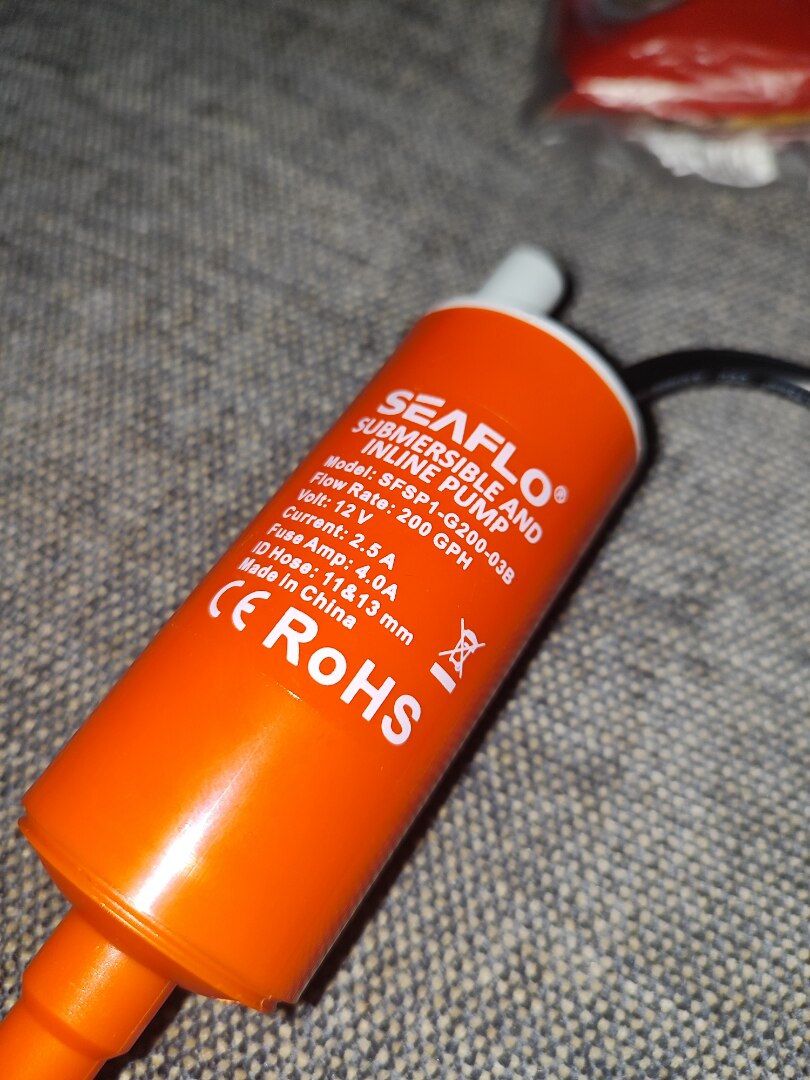 SEAFLO®
SUBMERSIBLE AND
INLINE PUMP
Model: SFSP1-G200-03B
Flow Rate: 200 GPH
Volt: 12 V
Current: 2.5 A
Fuse Amp: 4.0A
ID Hose: 11&13 mm
Made in China
CE RoHS